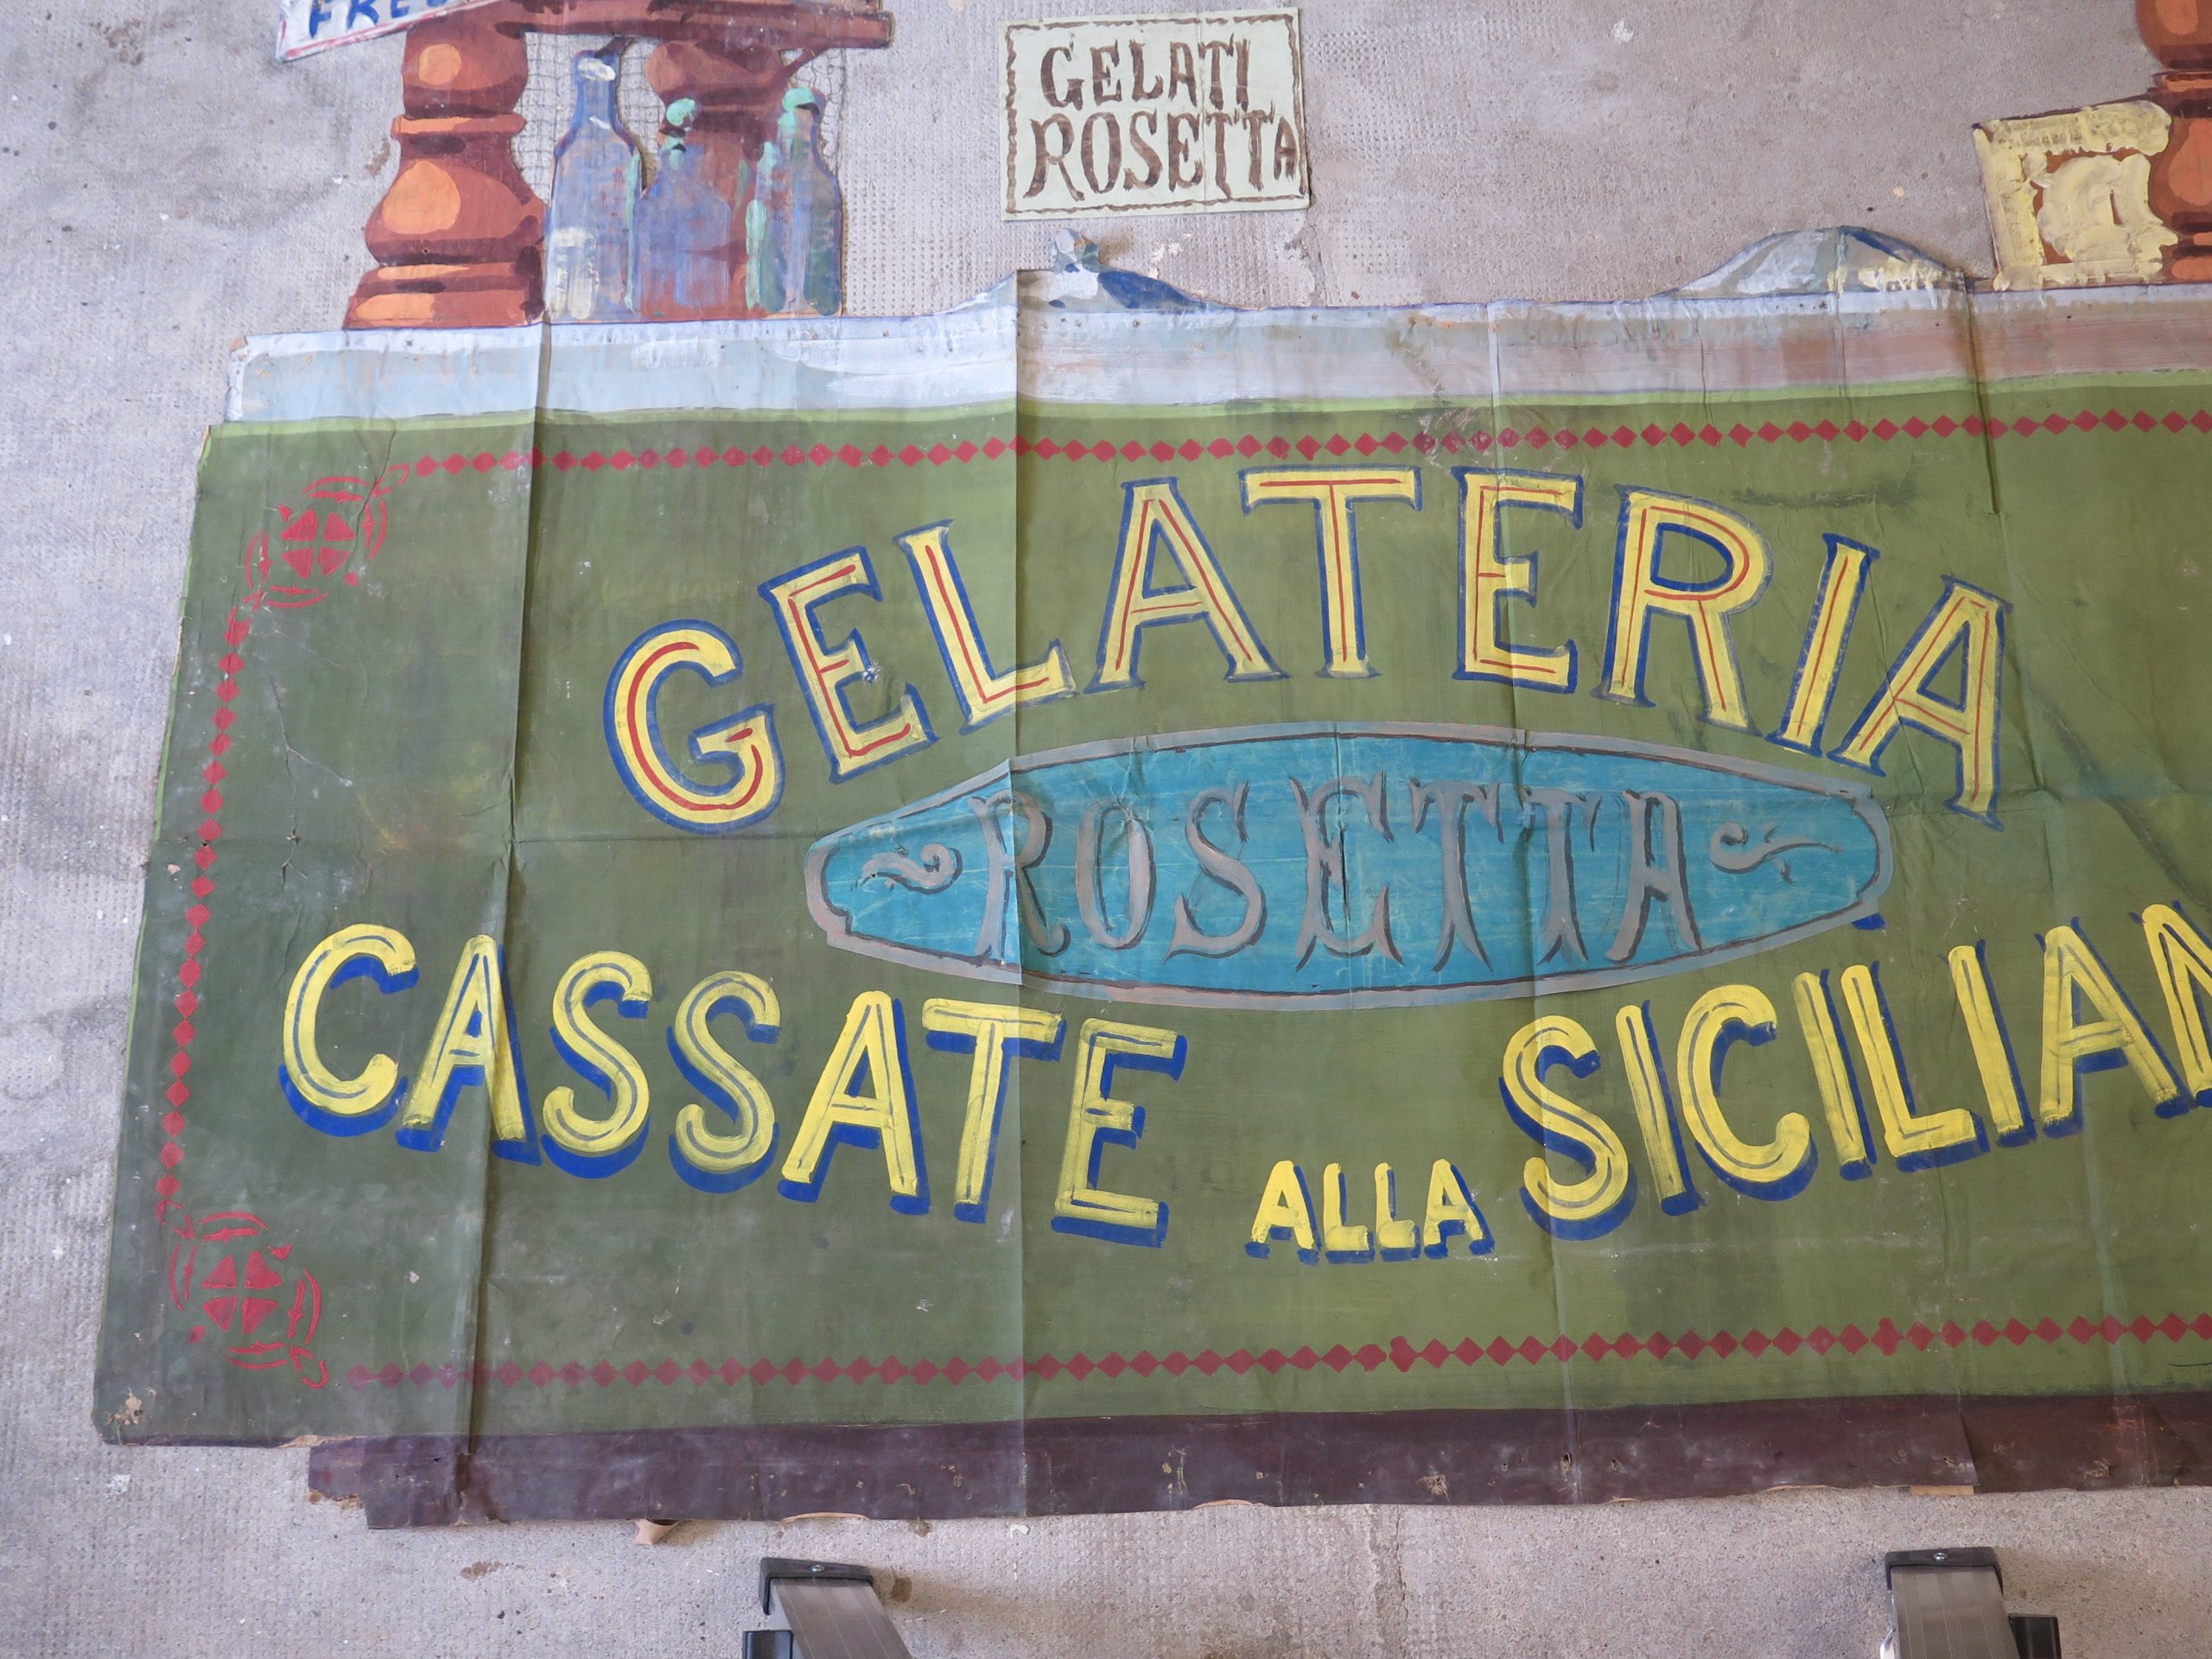 GELATI
ROSETTA
GELATERIA
ROSETTA
CASSATE ALLA SICILIAN